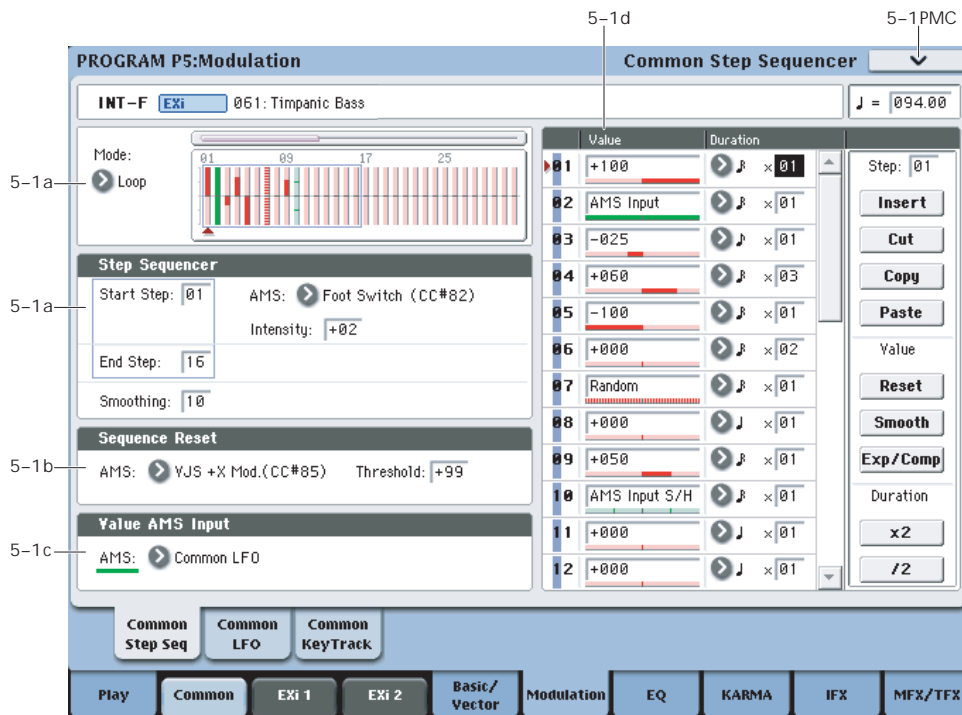 5-1d
5-1PMC
PROGRAM P5:Modulation
Common Step Sequencer
INT-F
EXi
061: Timpanic Bass
♩ = 094.00
Mode:
Loop
01 09 17 25
5-1a
Step Sequencer
5-1a
Start Step: 01
AMS: Foot Switch (CC#82)
Intensity: +02
End Step: 16
Smoothing: 10
Sequence Reset
5-1b
AMS: VJS +X Mod.(CC#85)
Threshold: +99
Value AMS Input
5-1c
AMS: Common LFO
Value Duration
01 +100 ×01
02 AMS Input ×01
03 -025 ×01
04 +060 ×03
05 -100 ×01
06 +000 ×02
07 Random ×01
08 +000 ×01
09 +050 ×01
10 AMS Input S/H ×01
11 +000 ×01
12 +000 ×01
Step: 01
Insert
Cut
Copy
Paste
Value
Reset
Smooth
Exp/Comp
Duration
x2
/2
Common
Step Seq
Common
LFO
Common
KeyTrack
Play
Common
EXi 1
EXi 2
Basic/
Vector
Modulation
EQ
KARMA
IFX
MFX/TFX